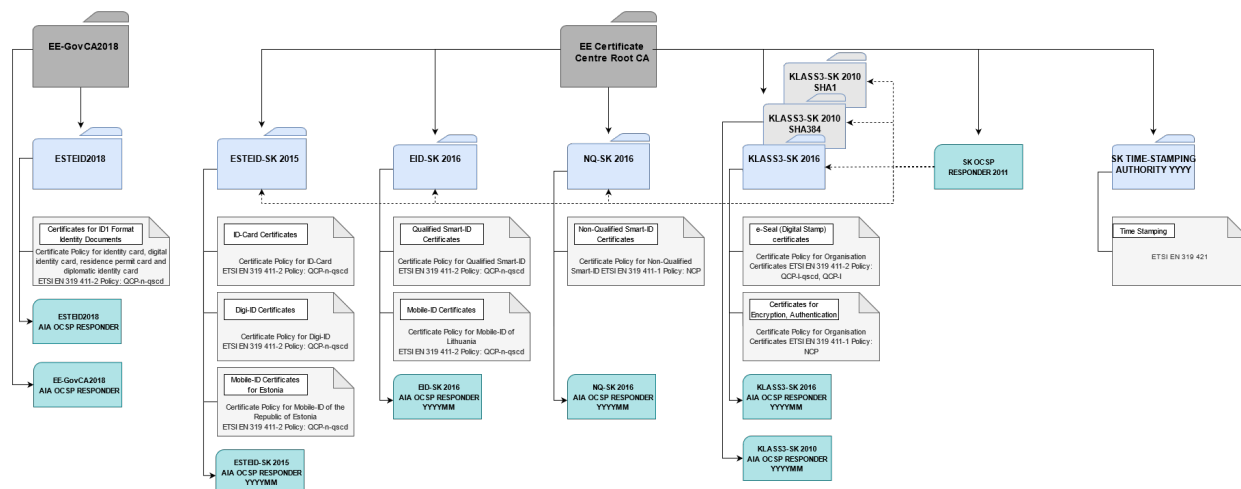 EE-GovCA2018
EE Certificate
Centre Root CA
KLASS3-SK 2010
SHA1
KLASS3-SK 2010
SHA384
ESTEID2018
ESTEID-SK 2015
EID-SK 2016
NQ-SK 2016
KLASS3-SK 2016
SK OCSP
RESPONDER 2011
SK TIME-STAMPING
AUTHORITY YYYY
Certificates for ID1 Format
Identity Documents
Certificate Policy for identity card, digital
identity card, residence permit card and
diplomatic identity card
ETSI EN 319 411-2 Policy: QCP-n-qscd
ESTEID2018
AIA OCSP RESPONDER
EE-GovCA2018
AIA OCSP RESPONDER
ID-Card Certificates
Certificate Policy for ID-Card
ETSI EN 319 411-2 Policy: QCP-n-qscd
Digi-ID Certificates
Certificate Policy for Digi-ID
ETSI EN 319 411-2 Policy: QCP-n-qscd
Mobile-ID Certificates
for Estonia
Certificate Policy for Mobile-ID of the
Republic of Estonia
ETSI EN 319 411-2 Policy: QCP-n-qscd
ESTEID-SK 2015
AIA OCSP RESPONDER
YYYYMM
Qualified Smart-ID
Certificates
Certificate Policy for Qualified Smart-ID
ETSI EN 319 411-2 Policy: QCP-n-qscd
Mobile-ID Certificates
Certificate Policy for Mobile-ID of
Lithuania
ETSI EN 319 411-2 Policy: QCP-n-qscd
EID-SK 2016
AIA OCSP RESPONDER
YYYYMM
Non-Qualified Smart-ID
Certificates
Certificate Policy for Non-Qualified
Smart-ID ETSI EN 319 411-1 Policy: NCP
NQ-SK 2016
AIA OCSP RESPONDER
YYYYMM
e-Seal (Digital Stamp)
certificates
Certificate Policy for Organisation
Certificates ETSI EN 319 411-2 Policy:
QCP-l-qscd, QCP-l
Certificates for
Encryption, Authentication
Certificate Policy for Organisation
Certificates ETSI EN 319 411-1 Policy:
NCP
KLASS3-SK 2016
AIA OCSP RESPONDER
YYYYMM
KLASS3-SK 2010
AIA OCSP RESPONDER
YYYYMM
Time Stamping
ETSI EN 319 421